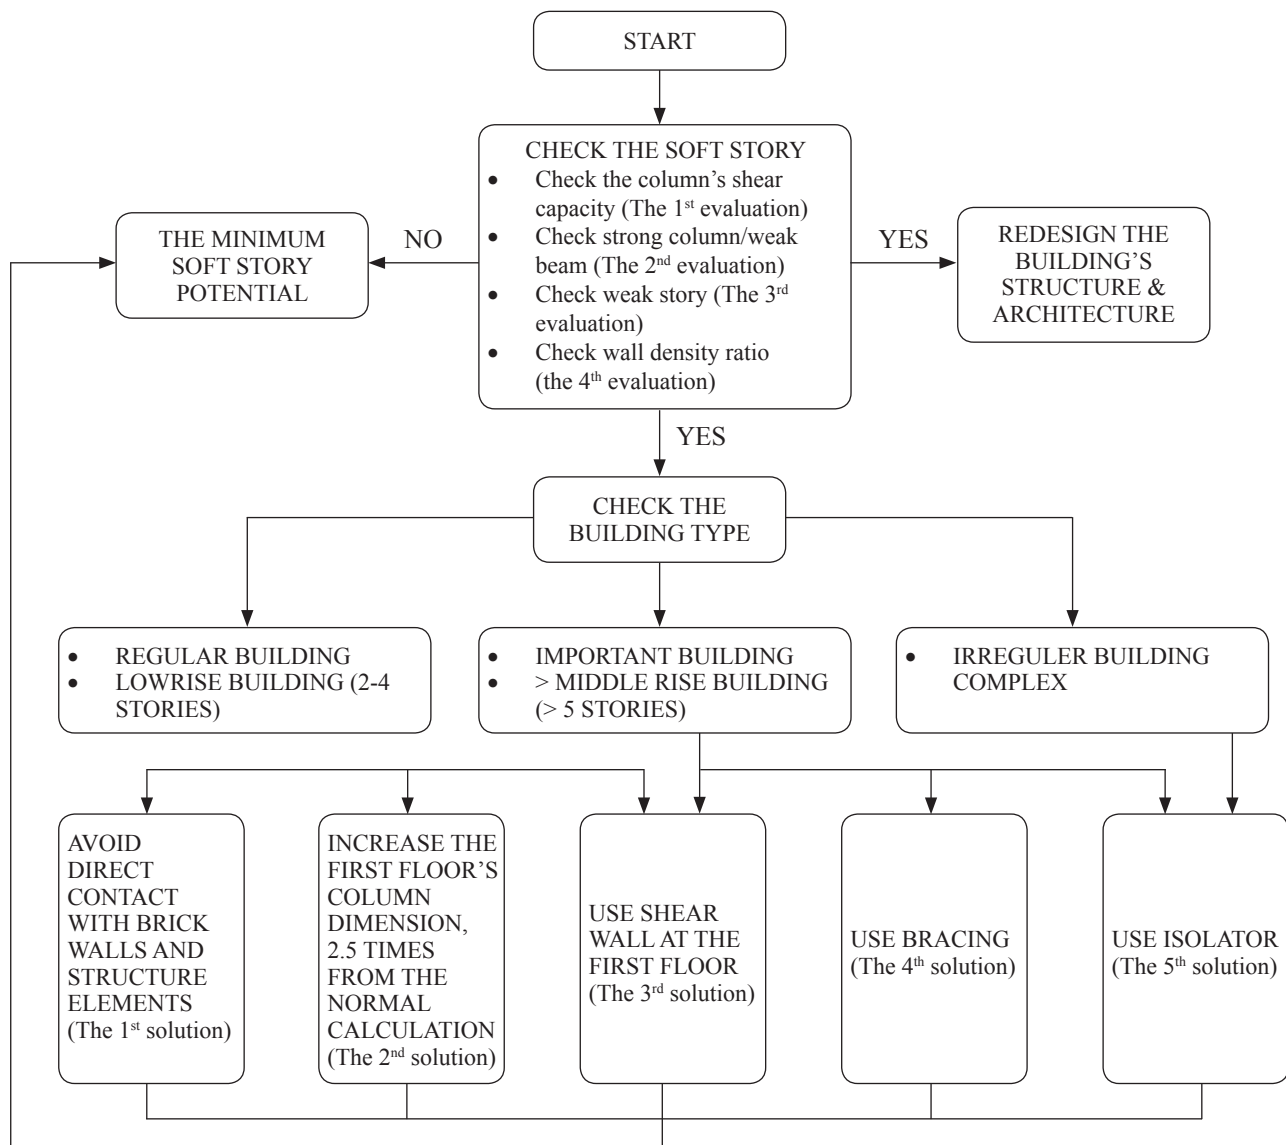 START
CHECK THE SOFT STORY
• Check the column’s shear
capacity (The 1st evaluation)
• Check strong column/weak
beam (The 2nd evaluation)
• Check weak story (The 3rd
evaluation)
• Check wall density ratio
(the 4th evaluation)
NO
THE MINIMUM
SOFT STORY
POTENTIAL
YES
REDESIGN THE
BUILDING’S
STRUCTURE &
ARCHITECTURE
YES
CHECK THE
BUILDING TYPE
• REGULAR BUILDING
• LOWRISE BUILDING (2-4
STORIES)
• IMPORTANT BUILDING
• > MIDDLE RISE BUILDING
(> 5 STORIES)
• IRREGULER BUILDING
COMPLEX
AVOID
DIRECT
CONTACT
WITH BRICK
WALLS AND
STRUCTURE
ELEMENTS
(The 1st solution)
INCREASE THE
FIRST FLOOR’S
COLUMN
DIMENSION,
2.5 TIMES
FROM THE
NORMAL
CALCULATION
(The 2nd solution)
USE SHEAR
WALL AT THE
FIRST FLOOR
(The 3rd solution)
USE BRACING
(The 4th solution)
USE ISOLATOR
(The 5th solution)